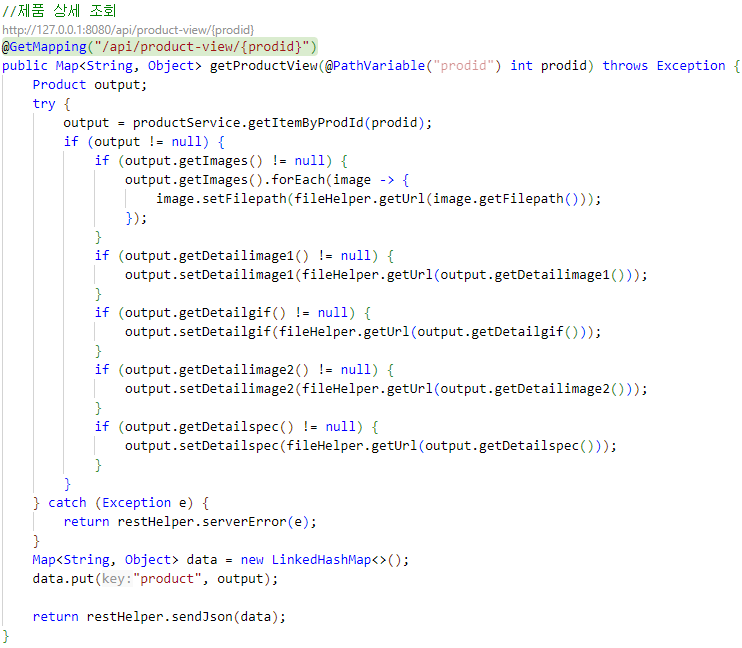 //제품 상세 조회
http://127.0.0.1:8080/api/product-view/{prodid}
@GetMapping("/api/product-view/{prodid}")
public Map<String, Object> getProductView(@PathVariable("prodid") int prodid) throws Exception {
    Product output;
    try {
        output = productService.getItemByProdId(prodid);
        if (output != null) {
            if (output.getImages() != null) {
                output.getImages().forEach(image -> {
                    image.setFilepath(fileHelper.getUrl(image.getFilepath()));
                });
            }
            if (output.getDetailimage1() != null) {
                output.setDetailimage1(fileHelper.getUrl(output.getDetailimage1()));
            }
            if (output.getDetailgif() != null) {
                output.setDetailgif(fileHelper.getUrl(output.getDetailgif()));
            }
            if (output.getDetailimage2() != null) {
                output.setDetailimage2(fileHelper.getUrl(output.getDetailimage2()));
            }
            if (output.getDetailspec() != null) {
                output.setDetailspec(fileHelper.getUrl(output.getDetailspec()));
            }
        }
    } catch (Exception e) {
        return restHelper.serverError(e);
    }
    Map<String, Object> data = new LinkedHashMap<>();
    data.put(key:"product", output);
    return restHelper.sendJson(data);
}